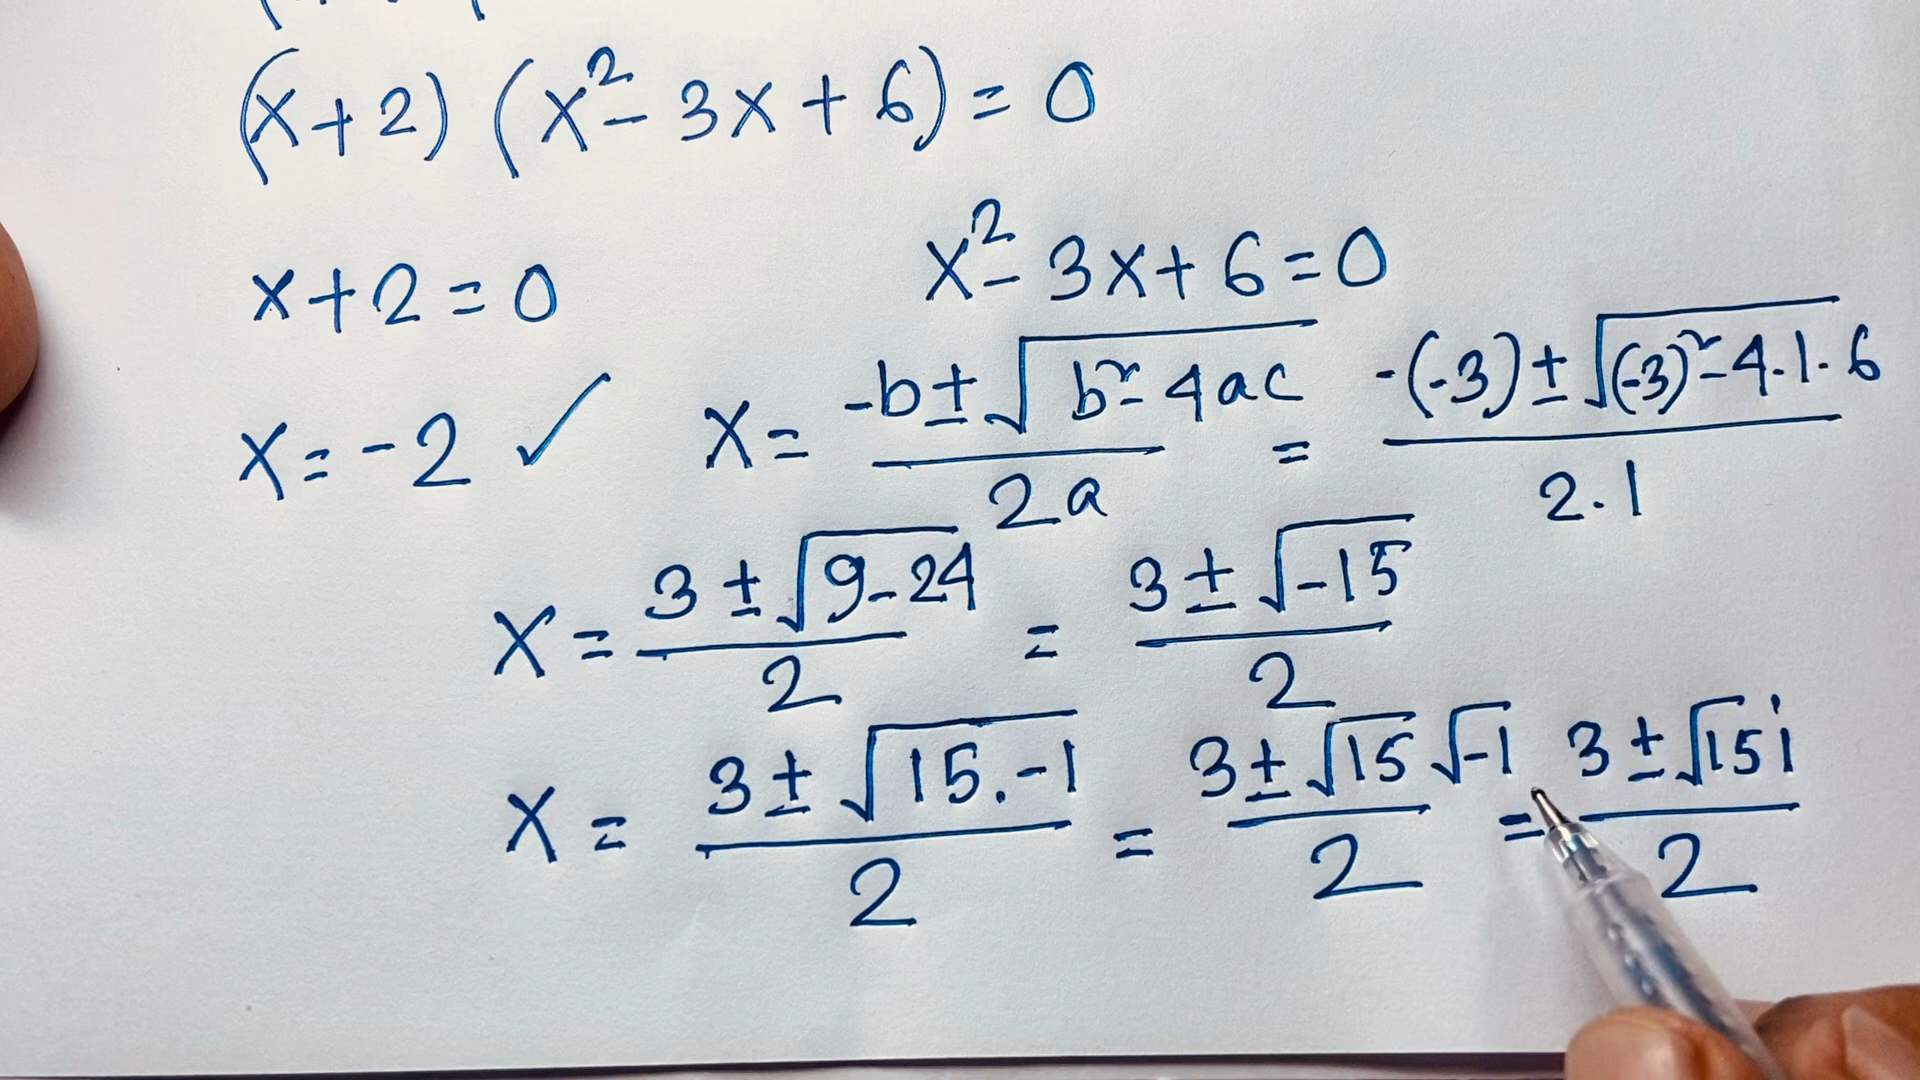 (x+2) (x²-3x+6)=0
x+2=0
x²-3x+6=0
x=-2 ✓
x= -b±√b²-4ac / 2a = -(-3)±√(-3)²-4.1.6 / 2.1
x= 3±√9-24 / 2 = 3±√-15 / 2
x= 3±√15.-1 / 2 = 3±√15 √-1 / 2 = 3±√15i / 2